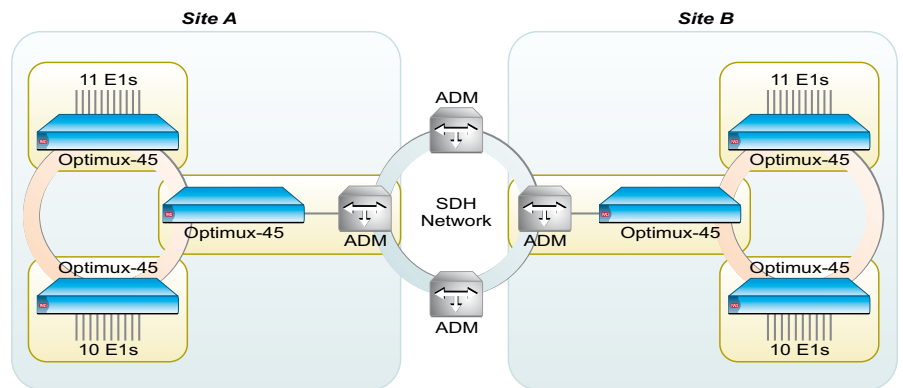 Site A
Site B
11 E1s
Optimux-45
Optimux-45
Optimux-45
10 E1s
ADM
ADM
SDH
Network
ADM
ADM
11 E1s
Optimux-45
Optimux-45
Optimux-45
10 E1s